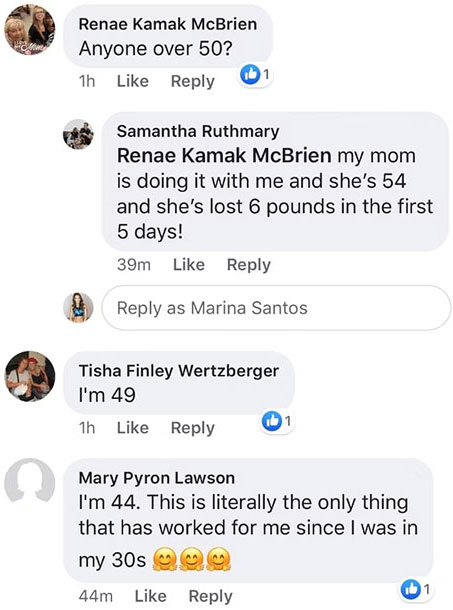 Renae Kamak McBrien
Anyone over 50?
1h Like Reply 1
Samantha Ruthmary
Renae Kamak McBrien my mom
is doing it with me and she's 54
and she's lost 6 pounds in the first
5 days!
39m Like Reply
Reply as Marina Santos
Tisha Finley Wertzberger
I'm 49
1h Like Reply 1
Mary Pyron Lawson
I'm 44. This is literally the only thing
that has worked for me since I was in
my 30s 🤗🤗🤗
44m Like Reply 1